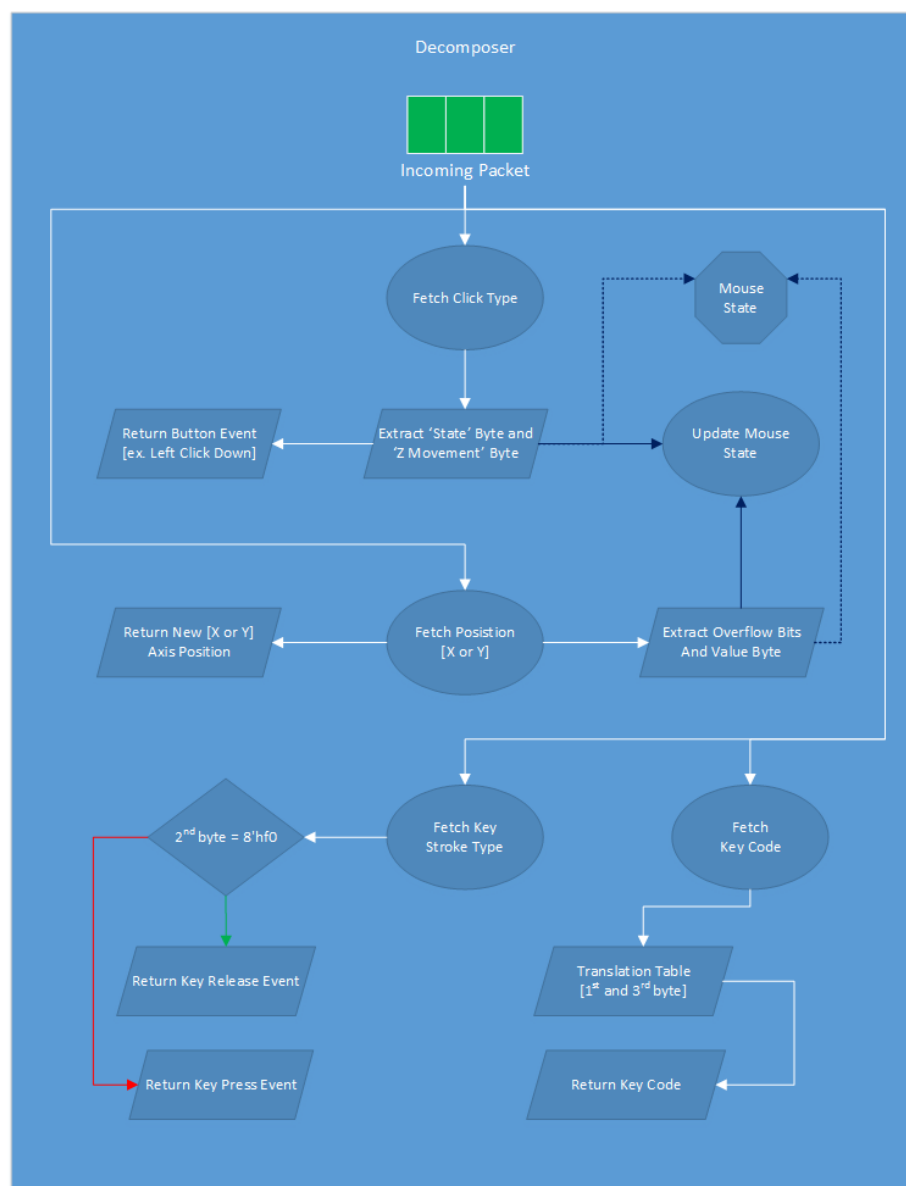 Decomposer
Incoming Packet
Fetch Click Type
Mouse
State
Return Button Event
[ex. Left Click Down]
Extract ‘State’ Byte and
‘Z Movement’ Byte
Update Mouse
State
Return New [X or Y]
Axis Position
Fetch Posistion
[X or Y]
Extract Overflow Bits
And Value Byte
2nd byte = 8'hf0
Fetch Key
Stroke Type
Fetch
Key Code
Return Key Release Event
Translation Table
[1st and 3rd byte]
Return Key Press Event
Return Key Code